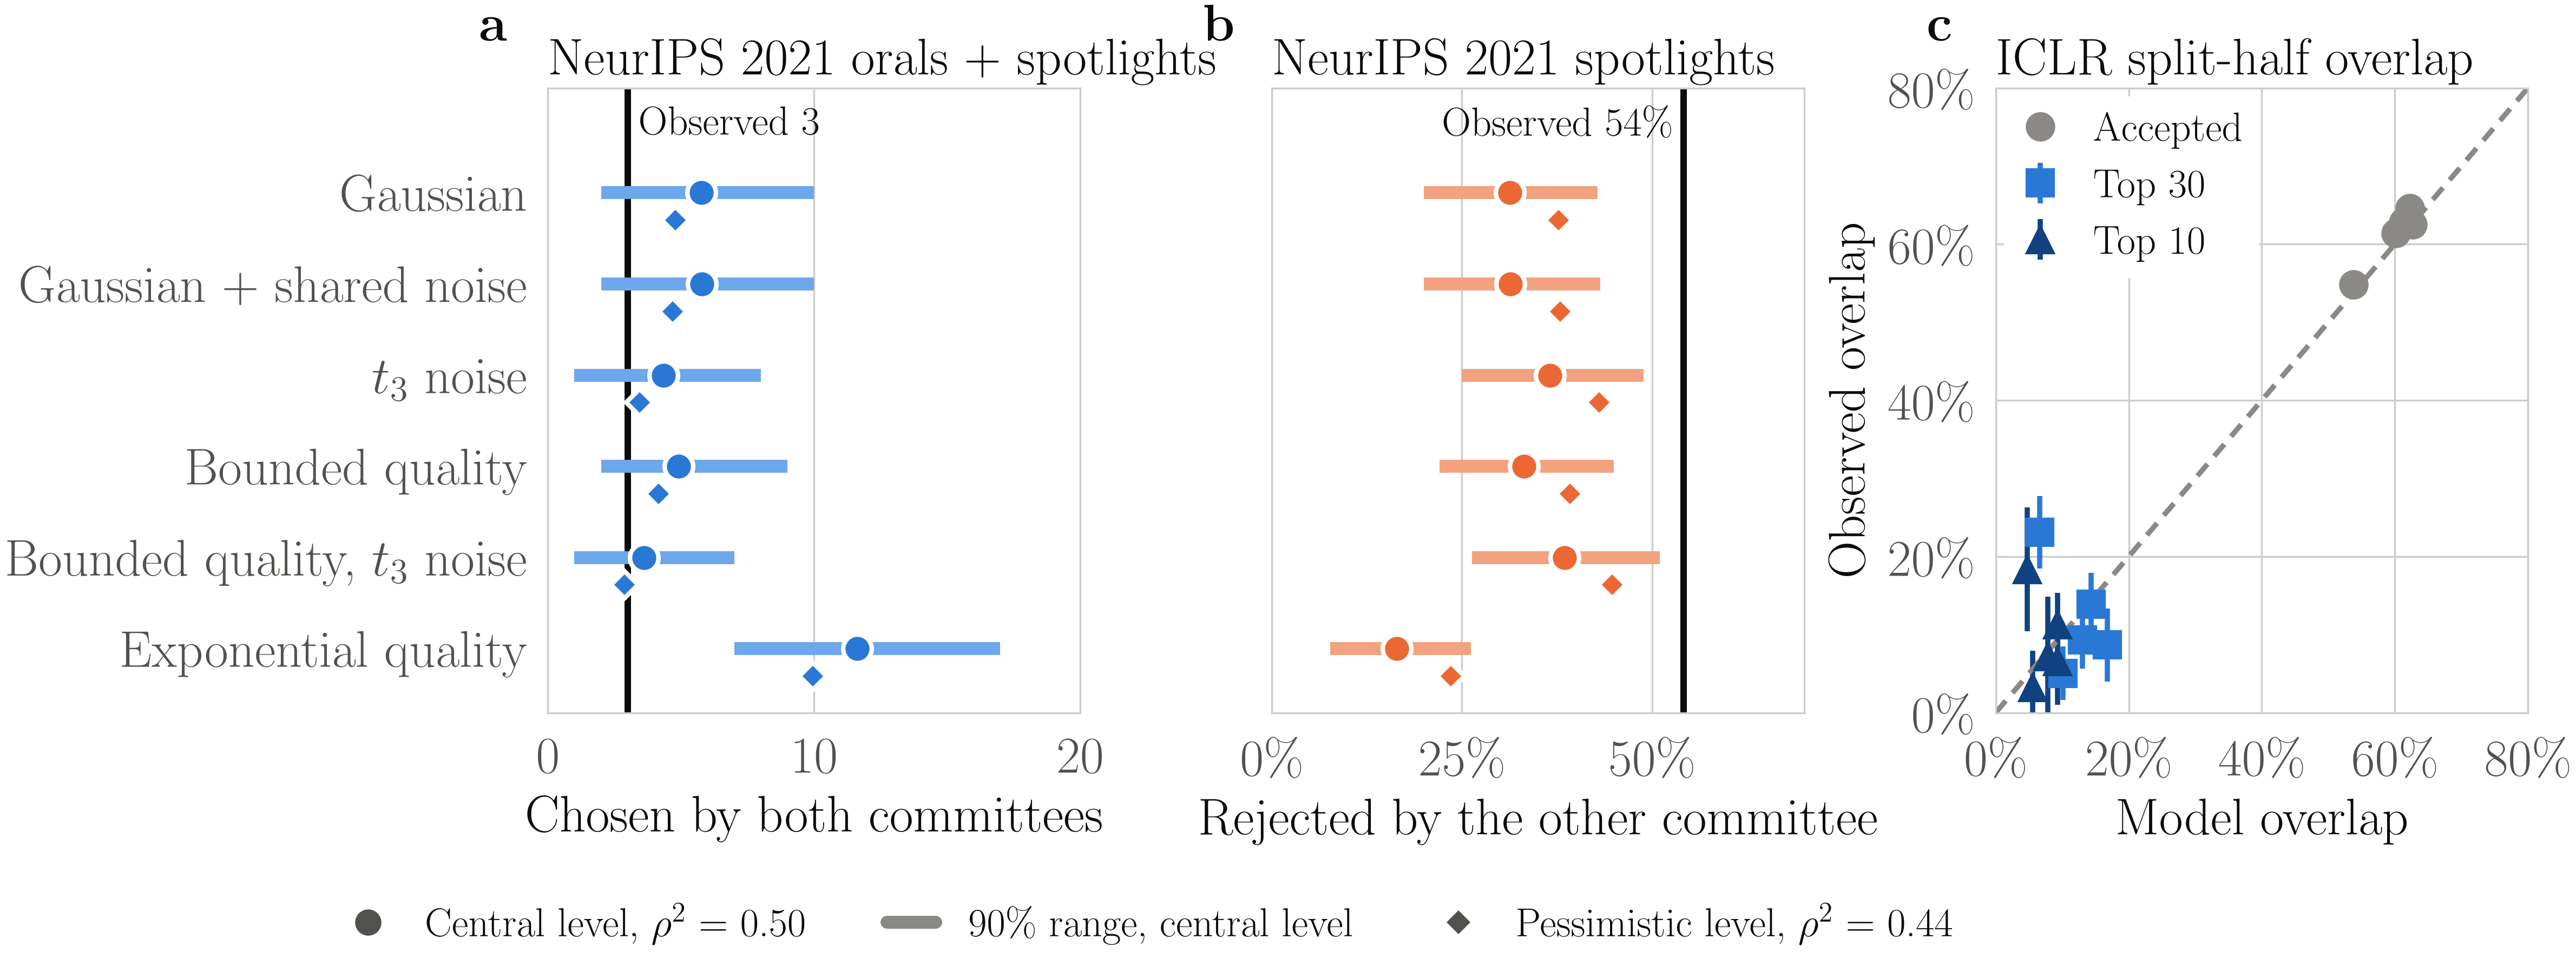 a
NeurIPS 2021 orals + spotlights
Observed 3
Gaussian
Gaussian + shared noise
t₃ noise
Bounded quality
Bounded quality, t₃ noise
Exponential quality
0 10 20
Chosen by both committees
b
NeurIPS 2021 spotlights
Observed 54%
0% 25% 50%
Rejected by the other committee
c
ICLR split-half overlap
Accepted
Top 30
Top 10
Observed overlap
80%
60%
40%
20%
0%
0% 20% 40% 60% 80%
Model overlap
Central level, ρ² = 0.50
90% range, central level
Pessimistic level, ρ² = 0.44